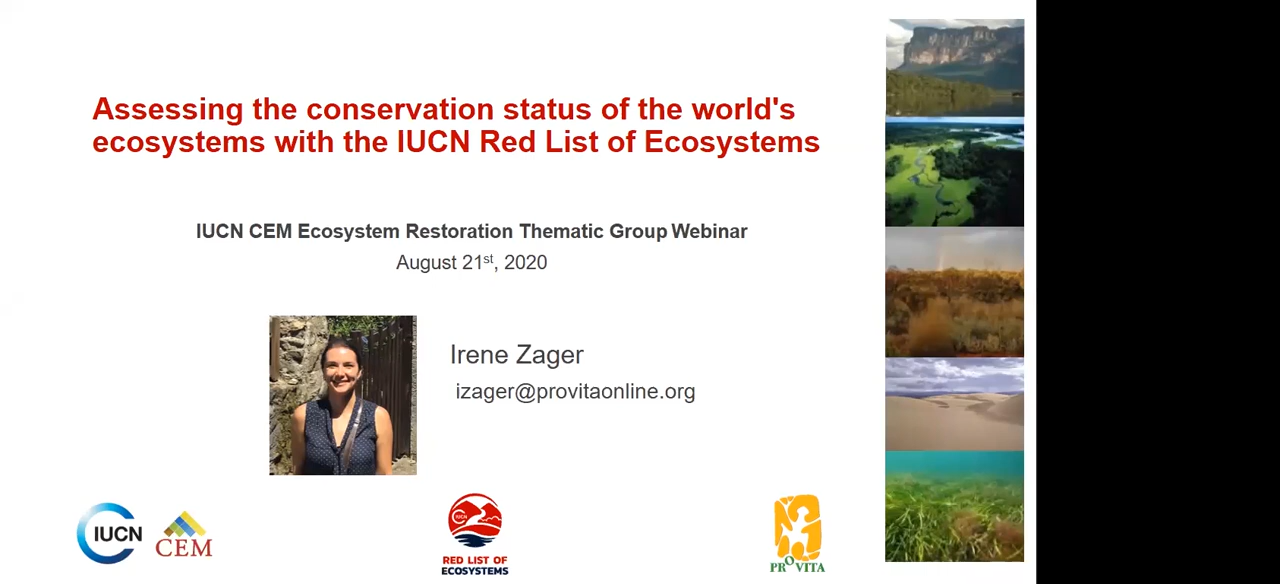 Assessing the conservation status of the world's
ecosystems with the IUCN Red List of Ecosystems
IUCN CEM Ecosystem Restoration Thematic Group Webinar
August 21st, 2020
Irene Zager
izager@provitaonline.org
IUCN
CEM
IUCN
RED LIST OF
ECOSYSTEMS
PROVITA